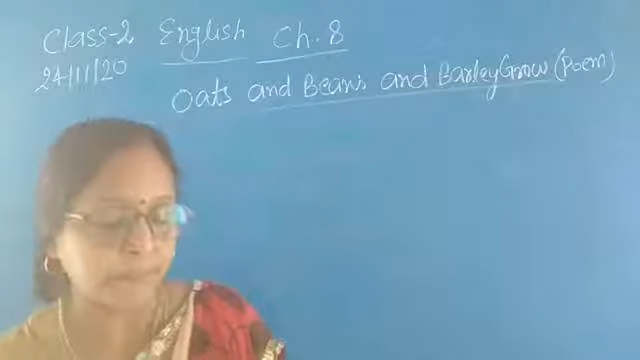 Class-2 English Ch. 8
24/11/20
Oats and Beans and Barley Grow (Poem)